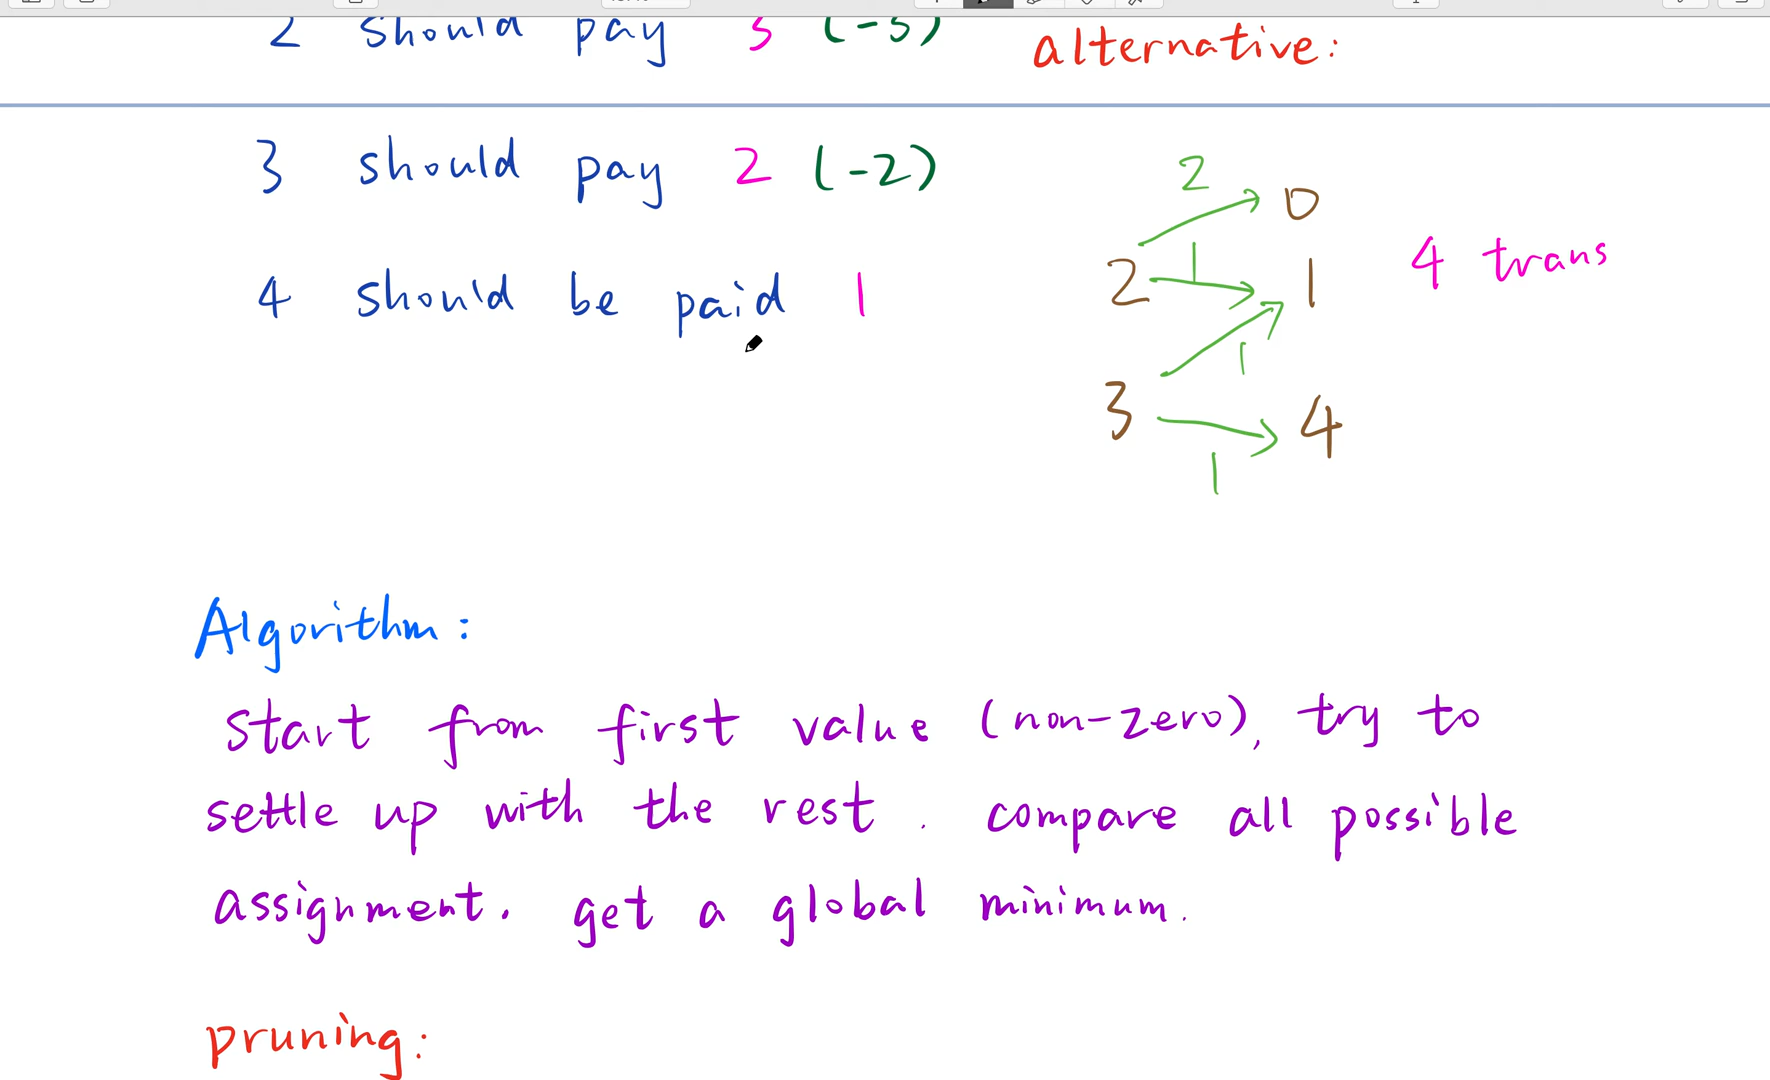 2 should pay 3 (-3)
alternative:
3 should pay 2 (-2)
4 should be paid 1
2 0
2 1 1 4 trans
1
3 4
1
Algorithm:
start from first value (non-zero), try to
settle up with the rest. compare all possible
assignment. get a global minimum.
pruning: